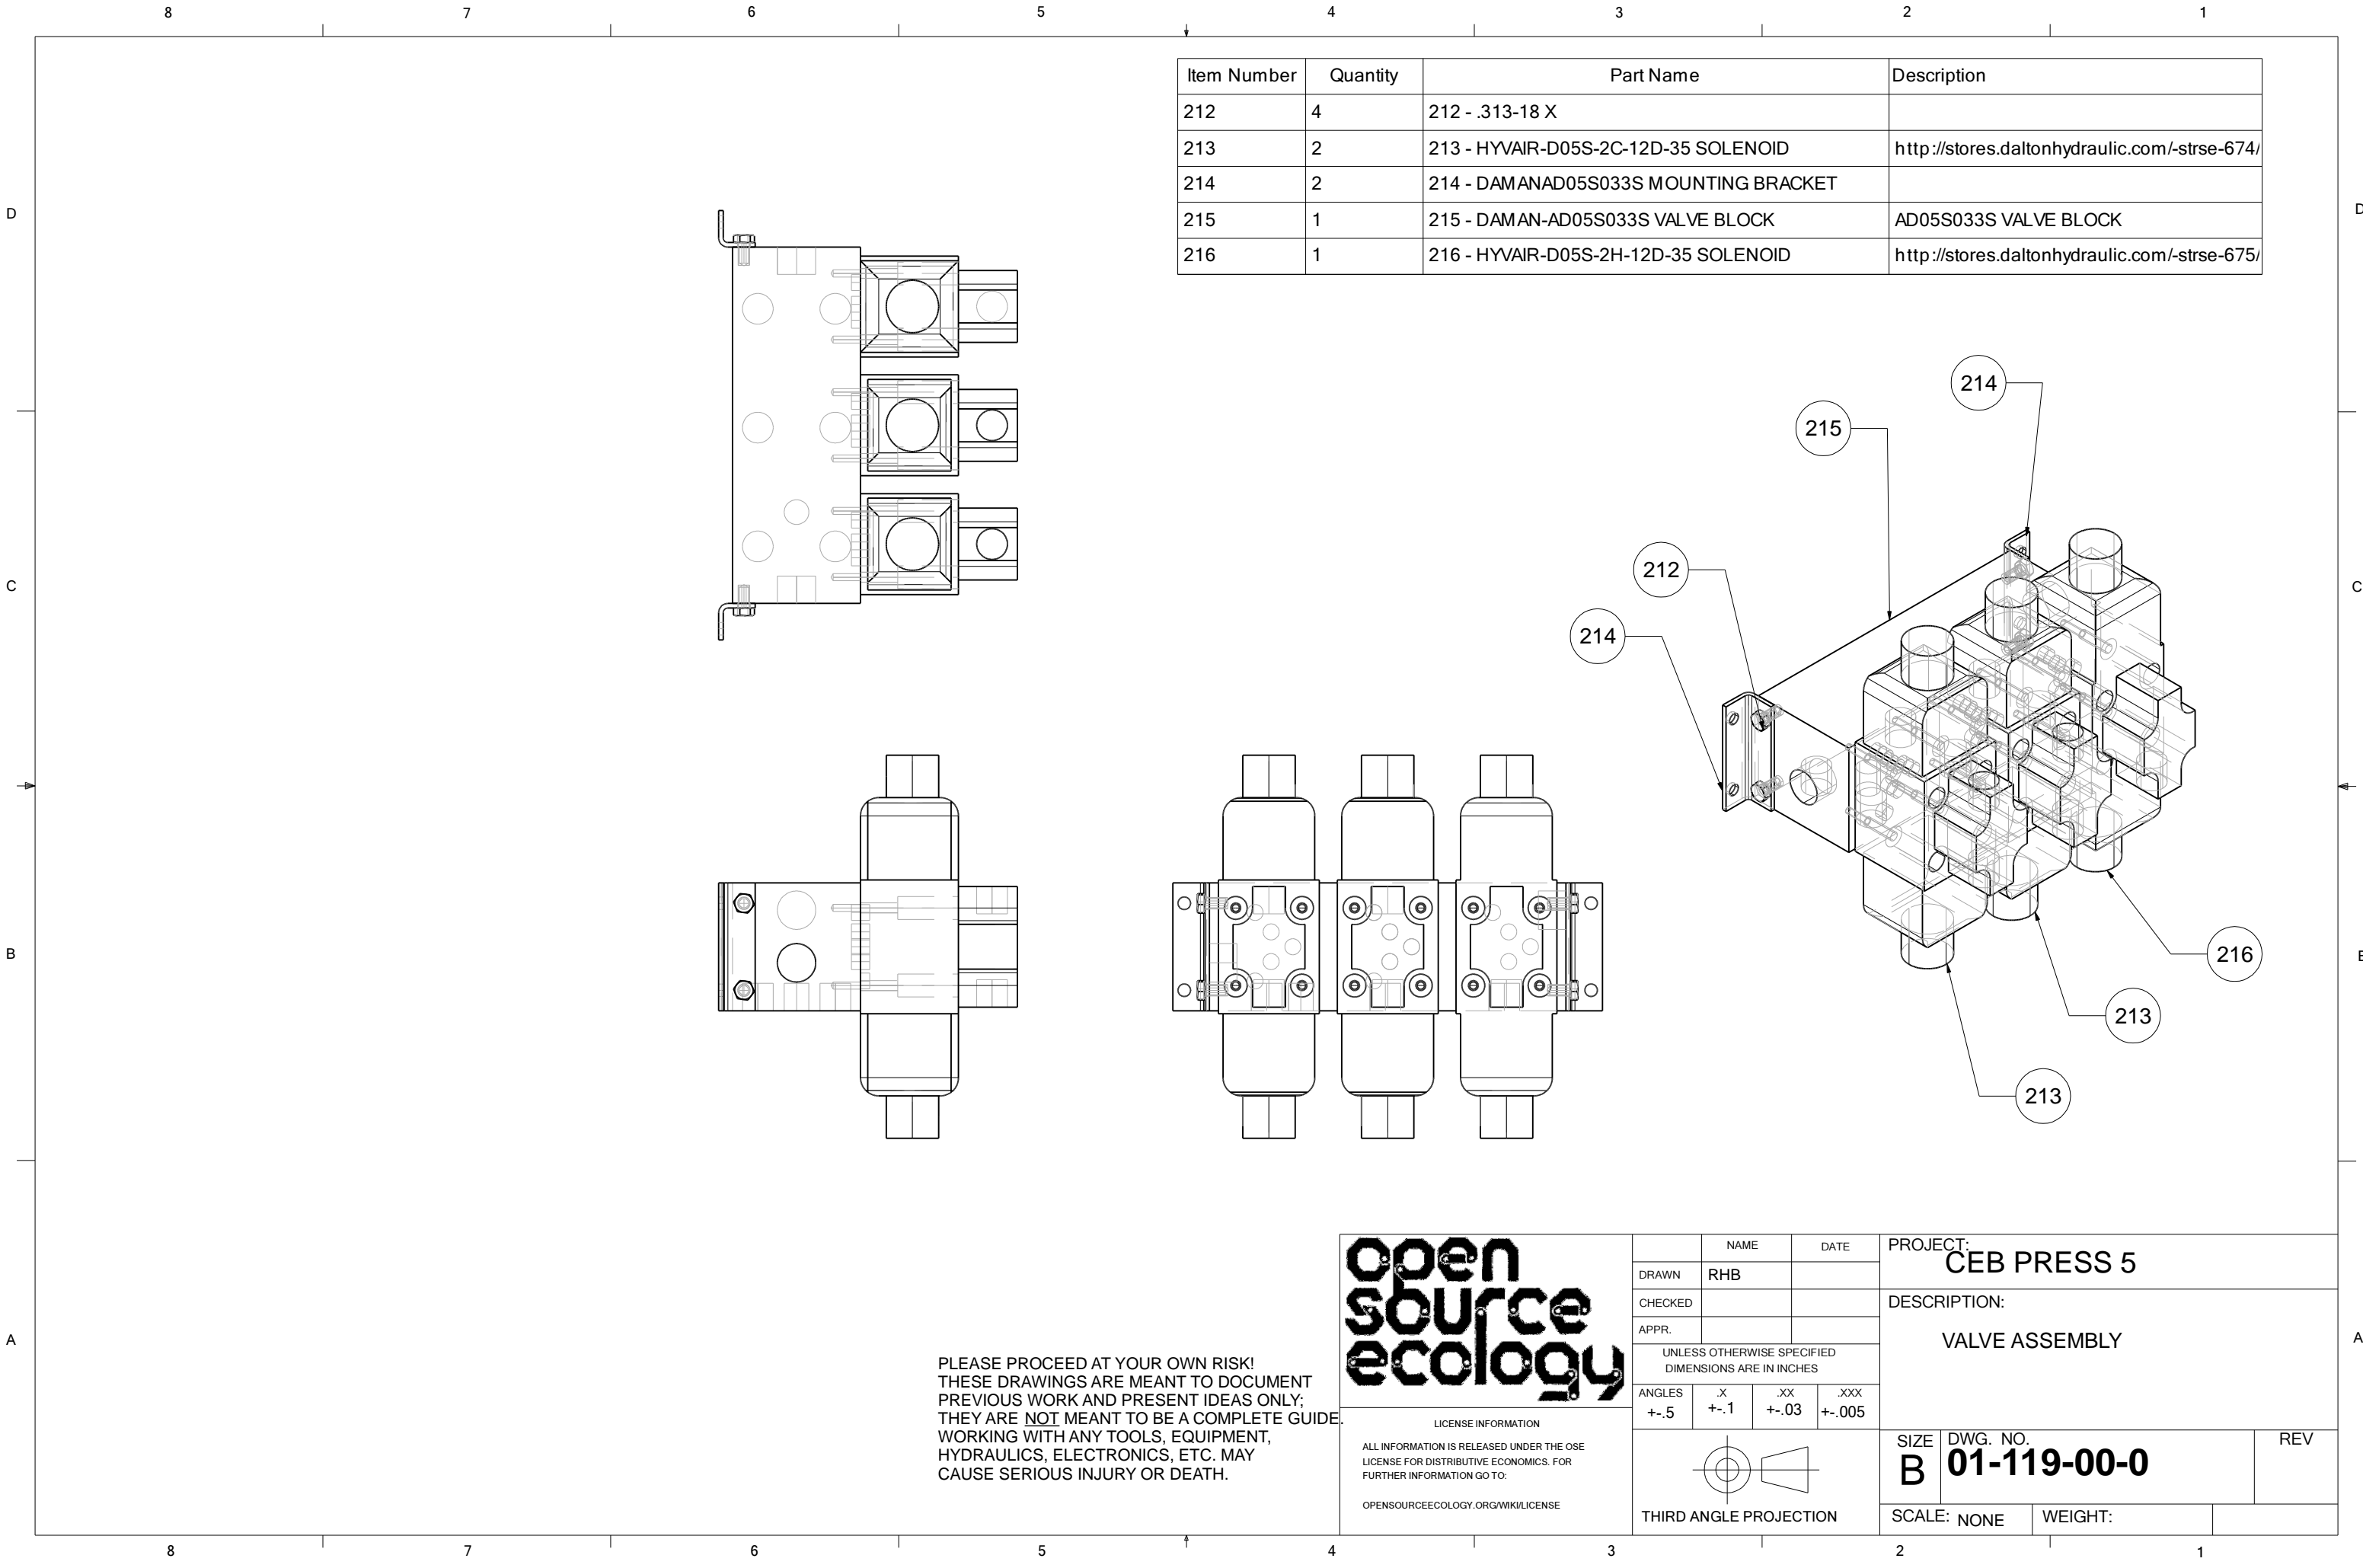 8 7 6 5 4 3 2 1
Item Number Quantity Part Name Description
212 4 212 - .313-18 X
213 2 213 - HYVAIR-D05S-2C-12D-35 SOLENOID http://stores.daltonhydraulic.com/-strse-674/
214 2 214 - DAMANAD05S033S MOUNTING BRACKET
215 1 215 - DAMAN-AD05S033S VALVE BLOCK AD05S033S VALVE BLOCK
216 1 216 - HYVAIR-D05S-2H-12D-35 SOLENOID http://stores.daltonhydraulic.com/-strse-675/
D D
214
215
212
C C
214
B B
216
213
213
A A
PLEASE PROCEED AT YOUR OWN RISK!
THESE DRAWINGS ARE MEANT TO DOCUMENT
PREVIOUS WORK AND PRESENT IDEAS ONLY;
THEY ARE NOT MEANT TO BE A COMPLETE GUIDE.
WORKING WITH ANY TOOLS, EQUIPMENT,
HYDRAULICS, ELECTRONICS, ETC. MAY
CAUSE SERIOUS INJURY OR DEATH.
open
source
ecology
LICENSE INFORMATION
ALL INFORMATION IS RELEASED UNDER THE OSE
LICENSE FOR DISTRIBUTIVE ECONOMICS. FOR
FURTHER INFORMATION GO TO:
OPENSOURCEECOLOGY.ORG/WIKI/LICENSE
NAME DATE
DRAWN RHB
CHECKED
APPR.
UNLESS OTHERWISE SPECIFIED
DIMENSIONS ARE IN INCHES
ANGLES .X .XX .XXX
+-.5 +-.1 +-.03 +-.005
THIRD ANGLE PROJECTION
PROJECT:
CEB PRESS 5
DESCRIPTION:
VALVE ASSEMBLY
SIZE DWG. NO. REV
B 01-119-00-0
SCALE: NONE WEIGHT:
8 7 6 5 4 3 2 1